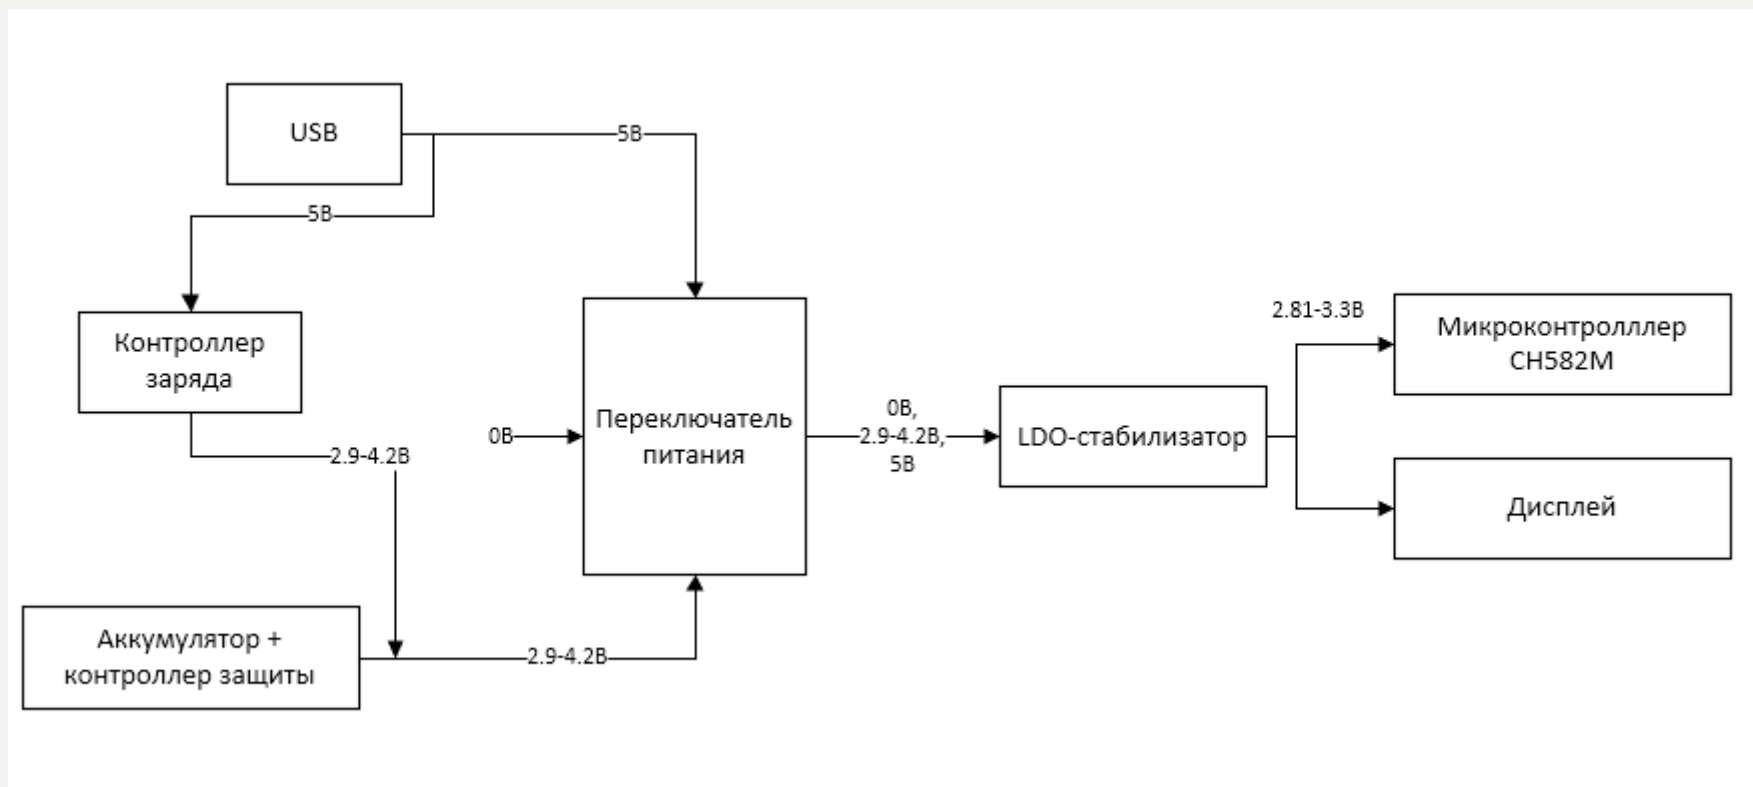 USB
5В
5В
Контроллер
заряда
2.9-4.2В
0В
Переключатель
питания
0В,
2.9-4.2В,
5В
LDO-стабилизатор
2.81-3.3В
Микроконтролллер
CH582M
Дисплей
Аккумулятор +
контроллер защиты
2.9-4.2В